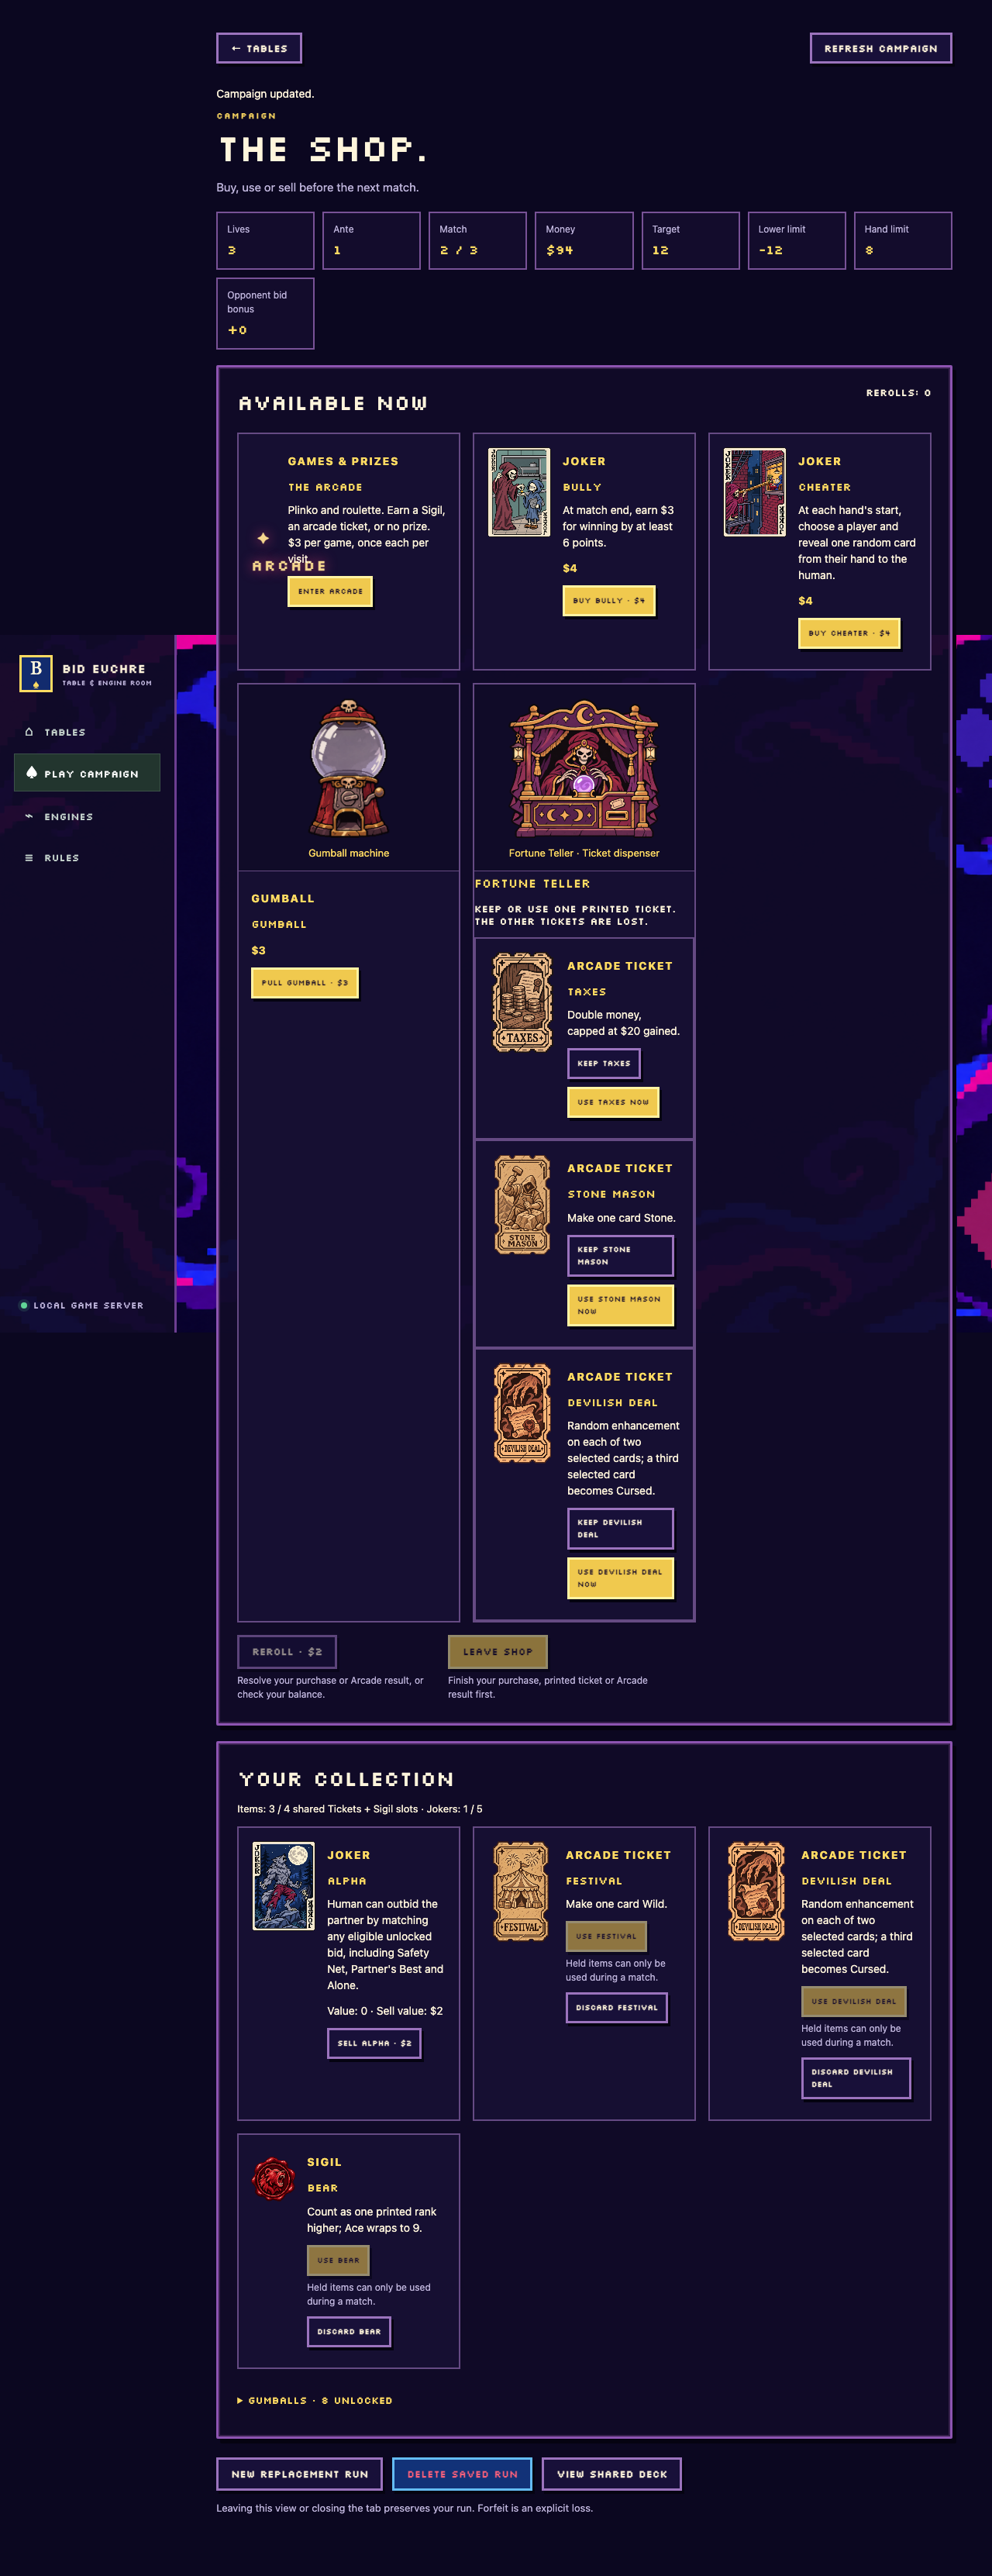 ← TABLES
REFRESH CAMPAIGN
Campaign updated.
CAMPAIGN
THE SHOP.
Buy, use or sell before the next match.
Lives
3
Ante
1
Match
2 / 3
Money
$94
Target
12
Lower limit
-12
Hand limit
8
Opponent bid
bonus
+0
AVAILABLE NOW
REROLLS: 0
GAMES & PRIZES
THE ARCADE
Plinko and roulette. Earn a Sigil,
an arcade ticket, or no prize.
$3 per game, once each per
visit.
ARCADE
ENTER ARCADE
JOKER
BULLY
At match end, earn $3
for winning by at least
6 points.
$4
BUY BULLY · $4
JOKER
CHEATER
At each hand's start,
choose a player and
reveal one random card
from their hand to the
human.
$4
BUY CHEATER · $4
B
BID EUCHRE
TABLE & ENGINE ROOM
TABLES
PLAY CAMPAIGN
ENGINES
RULES
LOCAL GAME SERVER
Gumball machine
GUMBALL
GUMBALL
$3
PULL GUMBALL · $3
Fortune Teller · Ticket dispenser
FORTUNE TELLER
KEEP OR USE ONE PRINTED TICKET.
THE OTHER TICKETS ARE LOST.
TAXES
ARCADE TICKET
TAXES
Double money,
capped at $20 gained.
KEEP TAXES
USE TAXES NOW
STONE
MASON
ARCADE TICKET
STONE MASON
Make one card Stone.
KEEP STONE
MASON
USE STONE MASON
NOW
DEVILISH DEAL
ARCADE TICKET
DEVILISH DEAL
Random enhancement
on each of two
selected cards; a third
selected card
becomes Cursed.
KEEP DEVILISH
DEAL
USE DEVILISH DEAL
NOW
REROLL · $2
Resolve your purchase or Arcade result, or
check your balance.
LEAVE SHOP
Finish your purchase, printed ticket or Arcade
result first.
YOUR COLLECTION
Items: 3 / 4 shared Tickets + Sigil slots · Jokers: 1 / 5
JOKER
ALPHA
Human can outbid the
partner by matching
any eligible unlocked
bid, including Safety
Net, Partner's Best and
Alone.
Value: 0 · Sell value: $2
SELL ALPHA · $2
FESTIVAL
ARCADE TICKET
FESTIVAL
Make one card Wild.
USE FESTIVAL
Held items can only be
used during a match.
DISCARD FESTIVAL
DEVILISH DEAL
ARCADE TICKET
DEVILISH DEAL
Random enhancement
on each of two
selected cards; a third
selected card
becomes Cursed.
USE DEVILISH DEAL
Held items can only be
used during a match.
DISCARD DEVILISH
DEAL
SIGIL
BEAR
Count as one printed rank
higher; Ace wraps to 9.
USE BEAR
Held items can only be used
during a match.
DISCARD BEAR
GUMBALLS · 8 UNLOCKED
NEW REPLACEMENT RUN
DELETE SAVED RUN
VIEW SHARED DECK
Leaving this view or closing the tab preserves your run. Forfeit is an explicit loss.